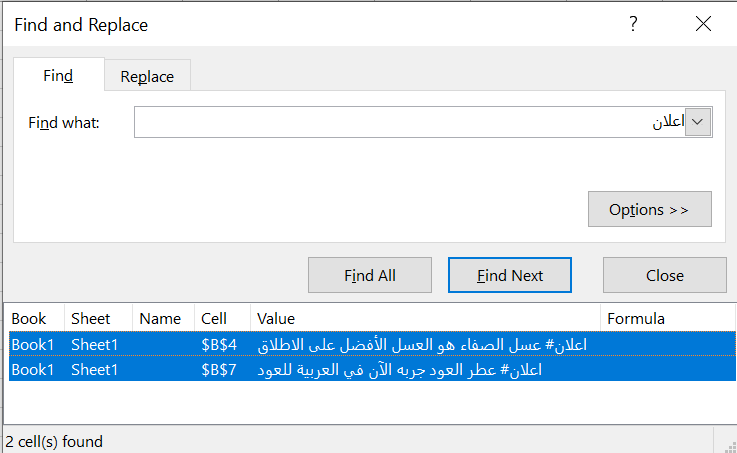 Find and Replace
?
Find
Replace
Find what:
اعلان
Options >>
Find All
Find Next
Close
Book Sheet Name Cell Value Formula
Book1 Sheet1 $B$4 اعلان# عسل الصفاء هو العسل الأفضل على الاطلاق
Book1 Sheet1 $B$7 اعلان# عطر العود جربه الآن في العربية للعود
2 cell(s) found